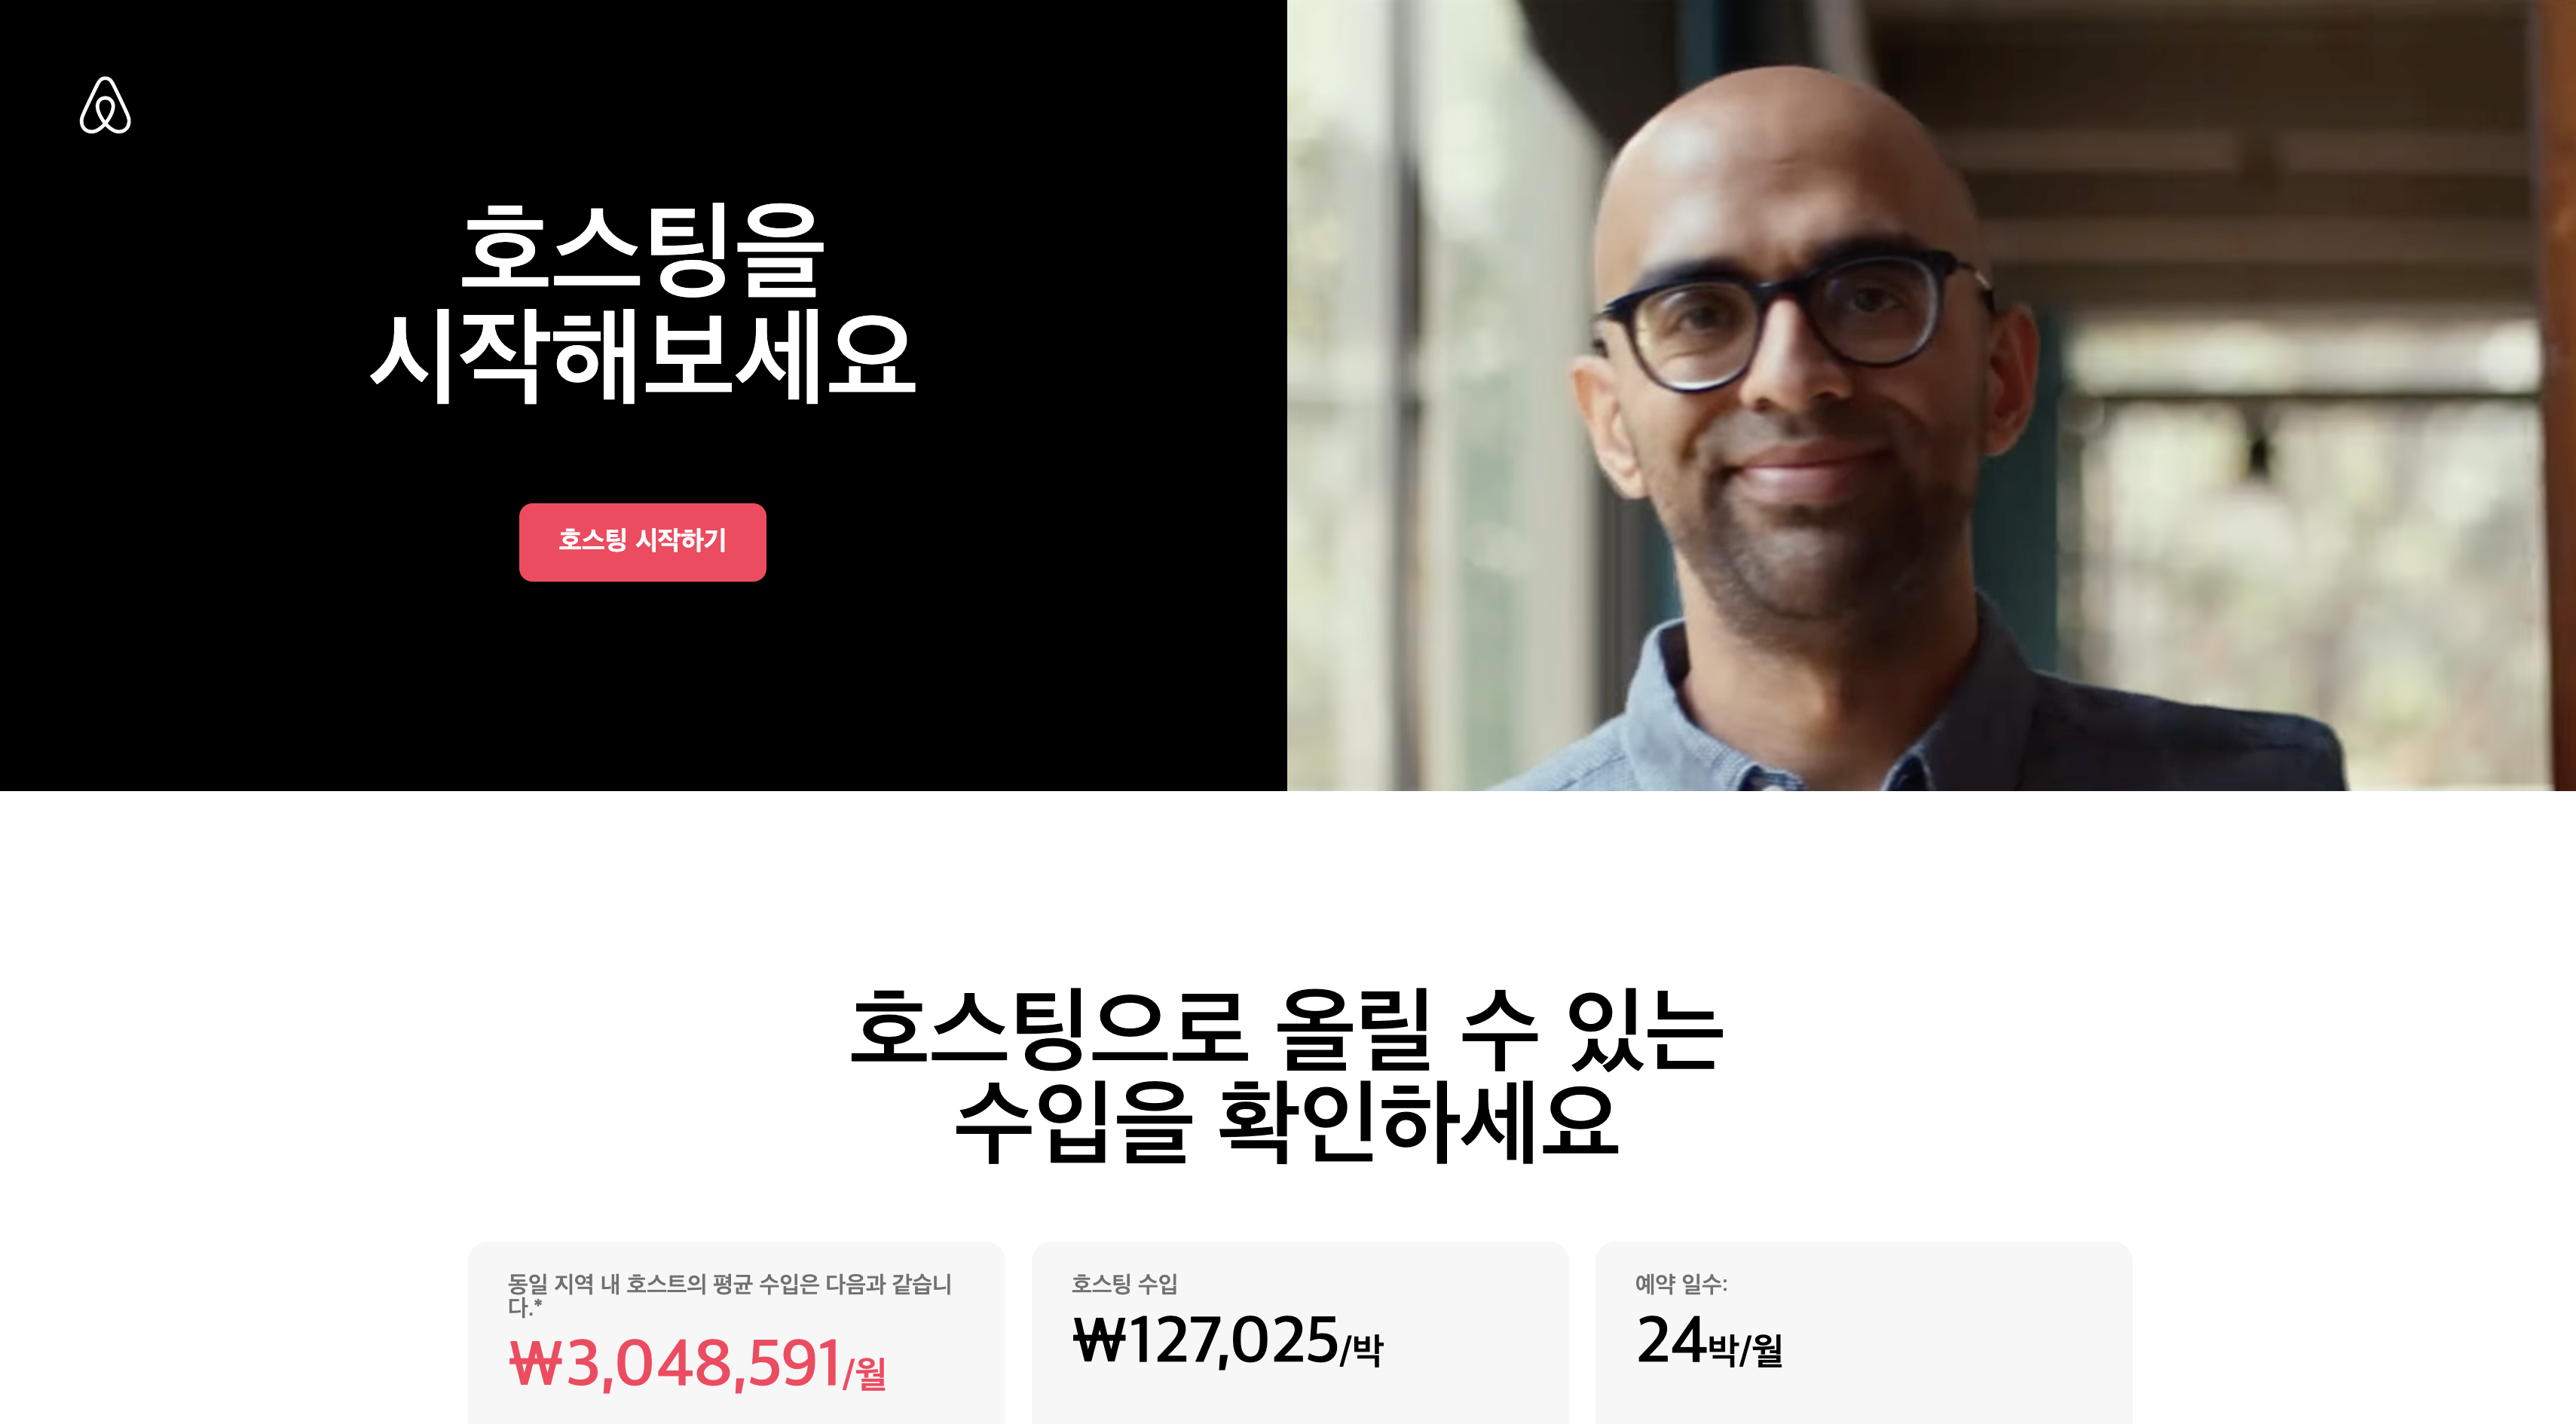 호스팅을
시작해보세요
호스팅 시작하기
호스팅으로 올릴 수 있는
수입을 확인하세요
동일 지역 내 호스트의 평균 수입은 다음과 같습니
다.*
₩3,048,591/월
호스팅 수입
₩127,025/박
예약 일수:
24박/월